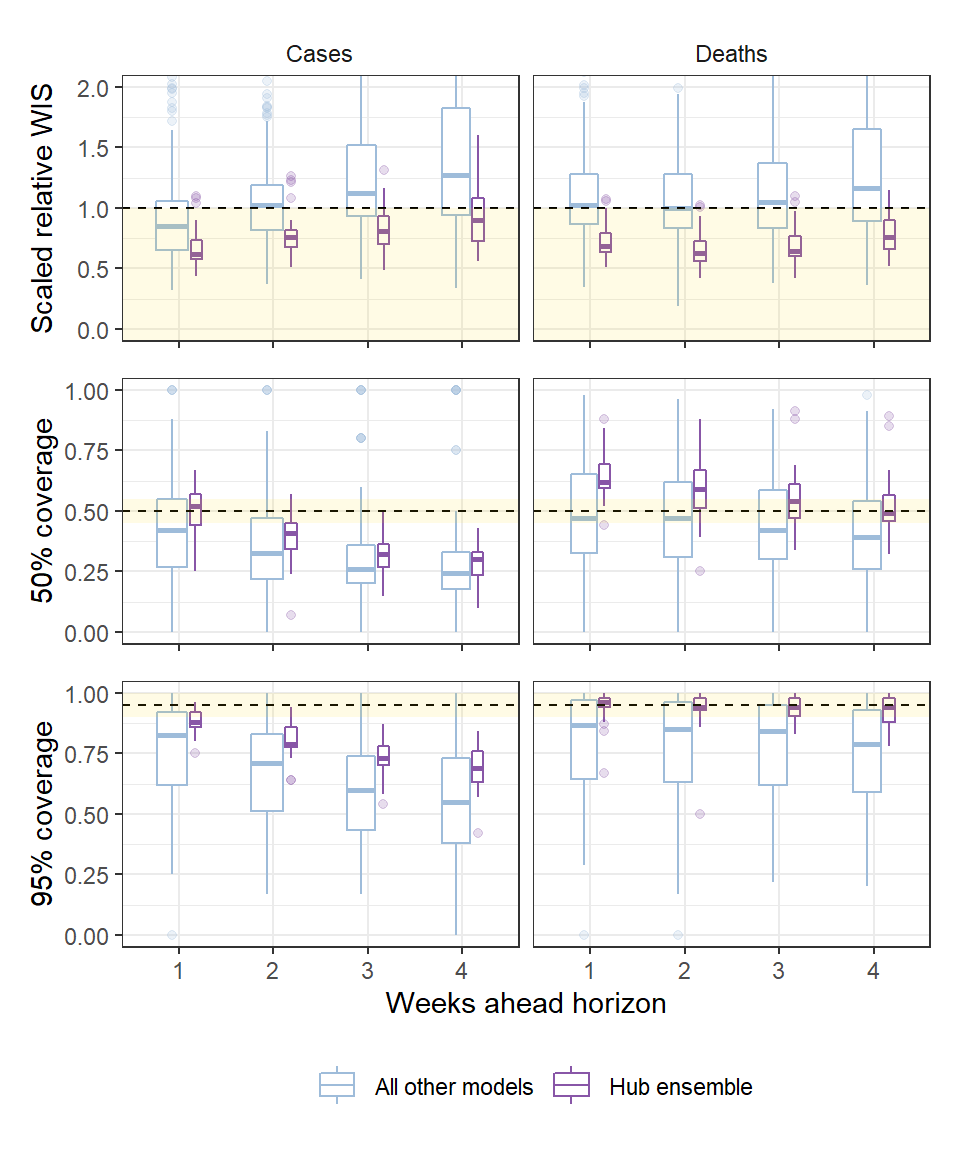 Cases Deaths
Scaled relative WIS
2.0
1.5
1.0
0.5
0.0
50% coverage
1.00
0.75
0.50
0.25
0.00
95% coverage
1.00
0.75
0.50
0.25
0.00
1 2 3 4 1 2 3 4
Weeks ahead horizon
All other models Hub ensemble